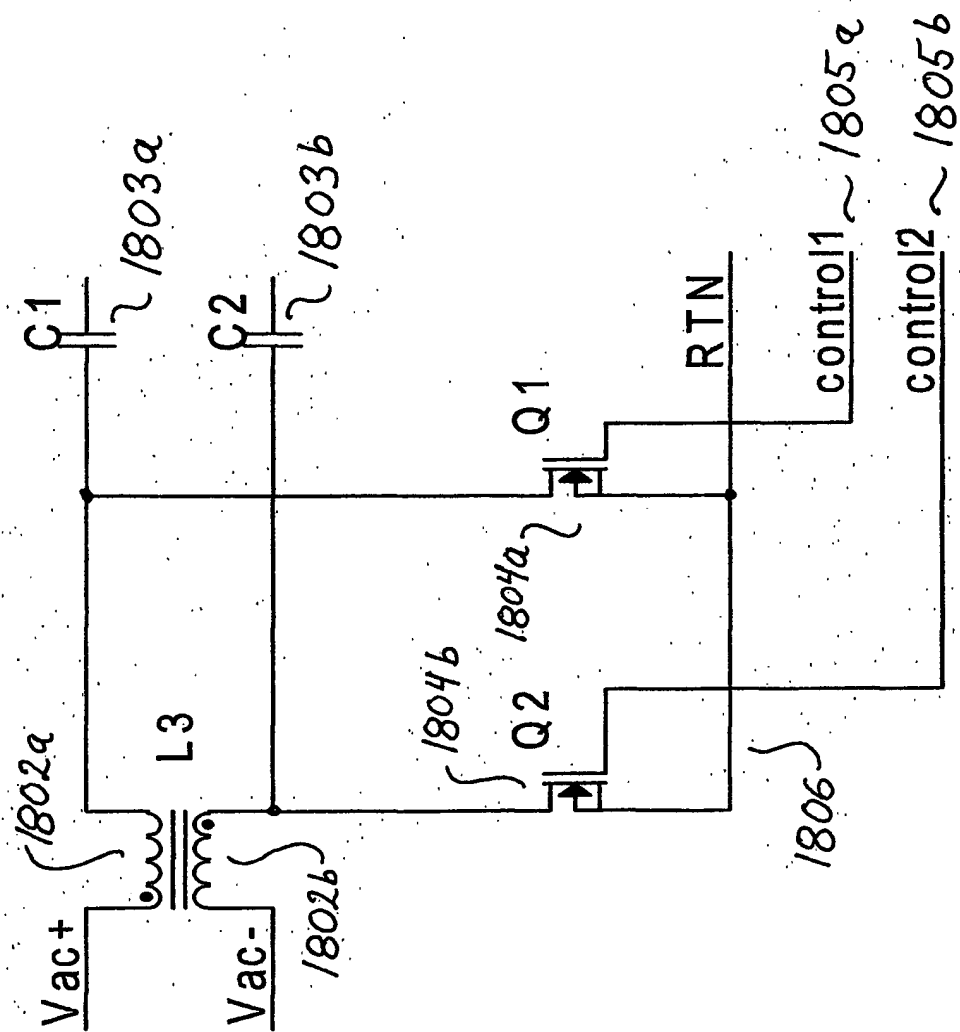 Vac+
1802a
L3
C1
1803a
Vac-
1802b
C2
1803b
1804b
Q2
1804a
Q1
RTN
1806
control1
1805a
control2
1805b